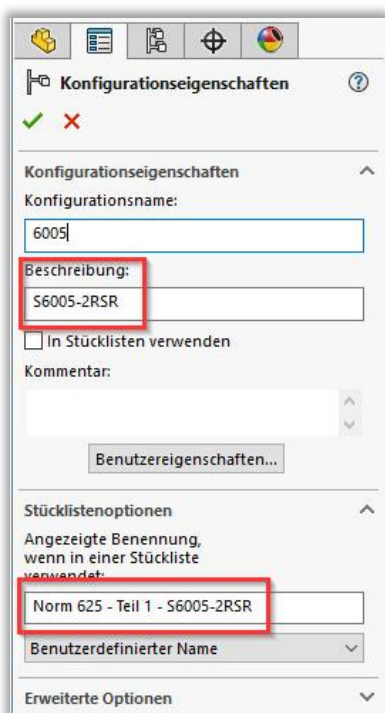 Konfigurationseigenschaften
Konfigurationseigenschaften
Konfigurationsname:
6005
Beschreibung:
S6005-2RSR
In Stücklisten verwenden
Kommentar:
Benutzereigenschaften...
Stücklistenoptionen
Angezeigte Benennung,
wenn in einer Stückliste
verwendet:
Norm 625 - Teil 1 - S6005-2RSR
Benutzerdefinierter Name
Erweiterte Optionen